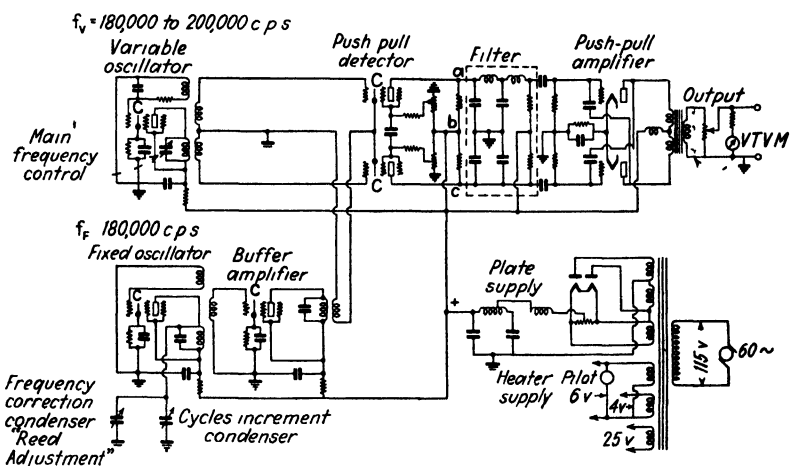 fv = 180,000 to 200,000 c p s
Variable
oscillator
Push pull
detector
Filter
Push-pull
amplifier
Output
Main'
frequency
control
C
C
a
b
c
VTVM
fF 180,000 c p s
Fixed oscillator
Buffer
amplifier
C
C
+
Plate
supply
115 v
60~
Heater
supply
Pilot
6v
4v
25 v
Frequency
correction
condenser
"Reed
Adjustment"
Cycles increment
condenser